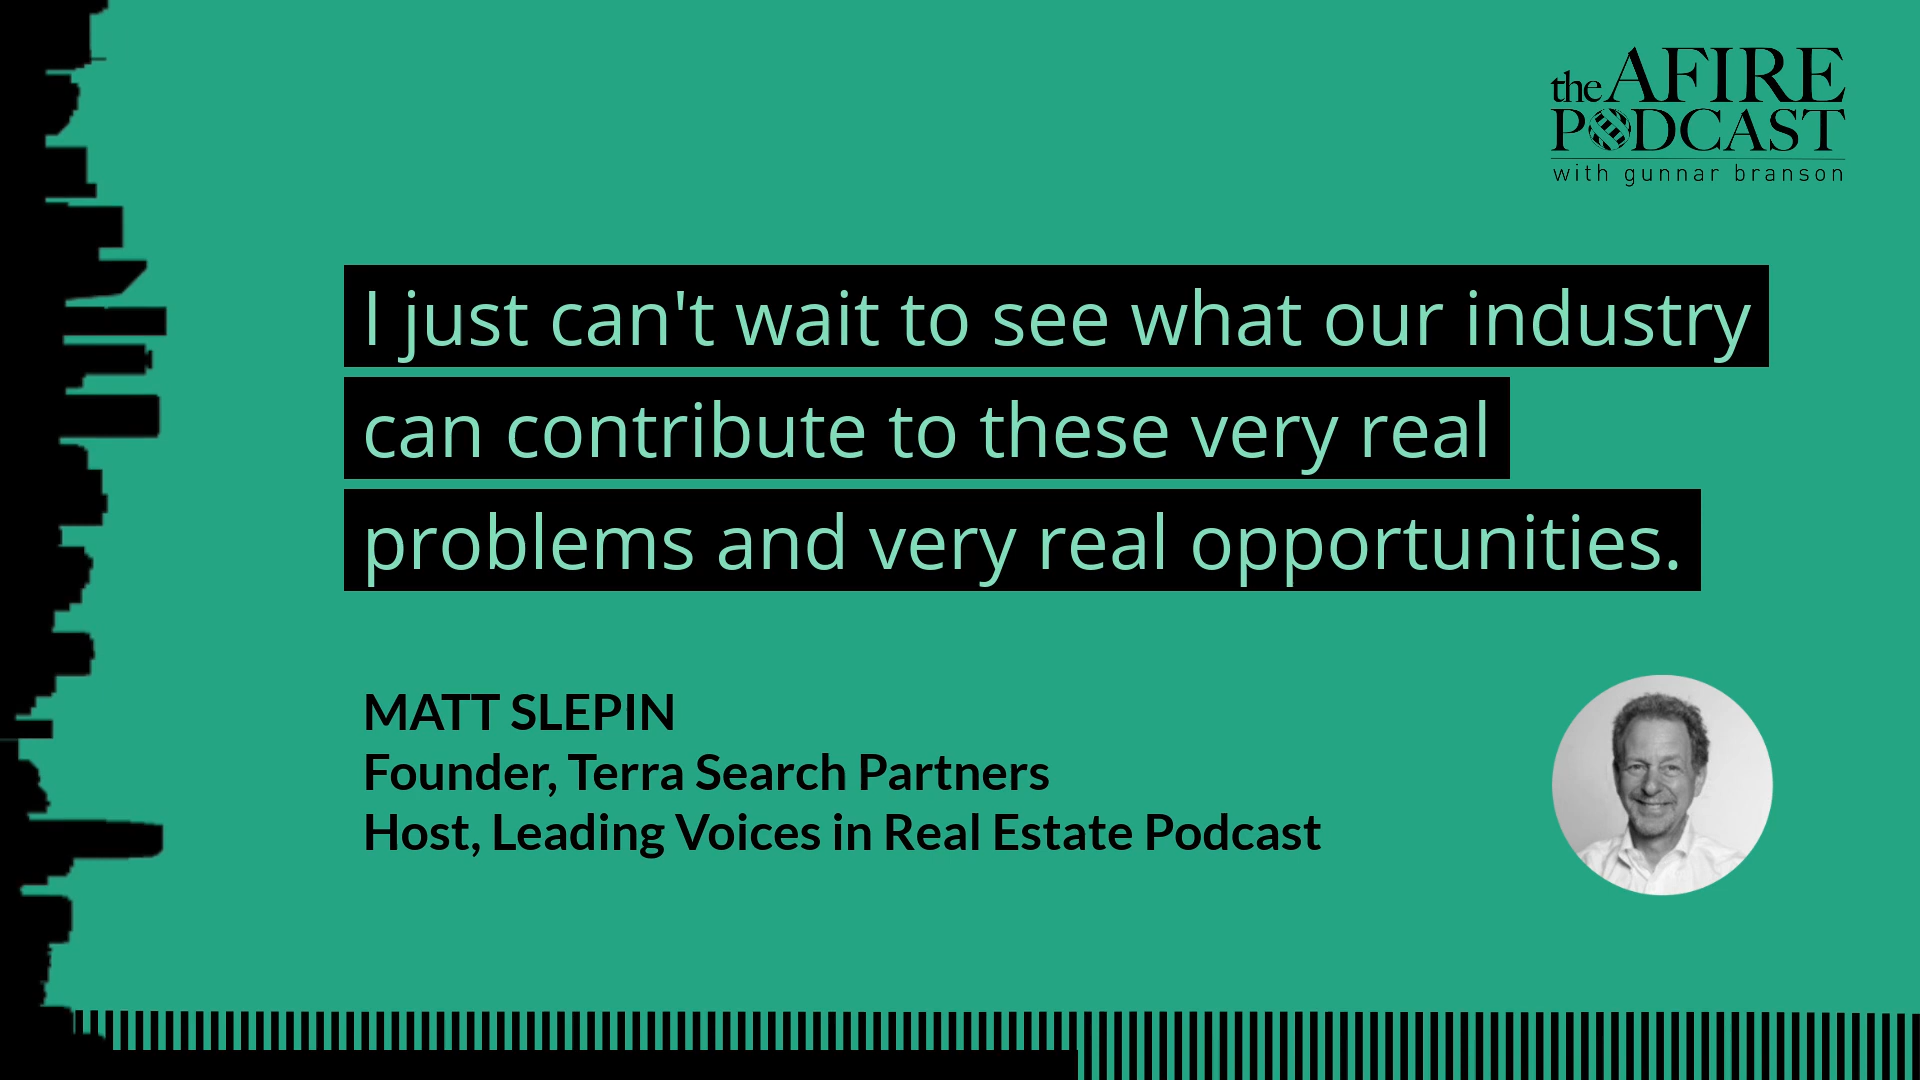 the AFIRE
PODCAST
with gunnar branson
I just can't wait to see what our industry
can contribute to these very real
problems and very real opportunities.
MATT SLEPIN
Founder, Terra Search Partners
Host, Leading Voices in Real Estate Podcast